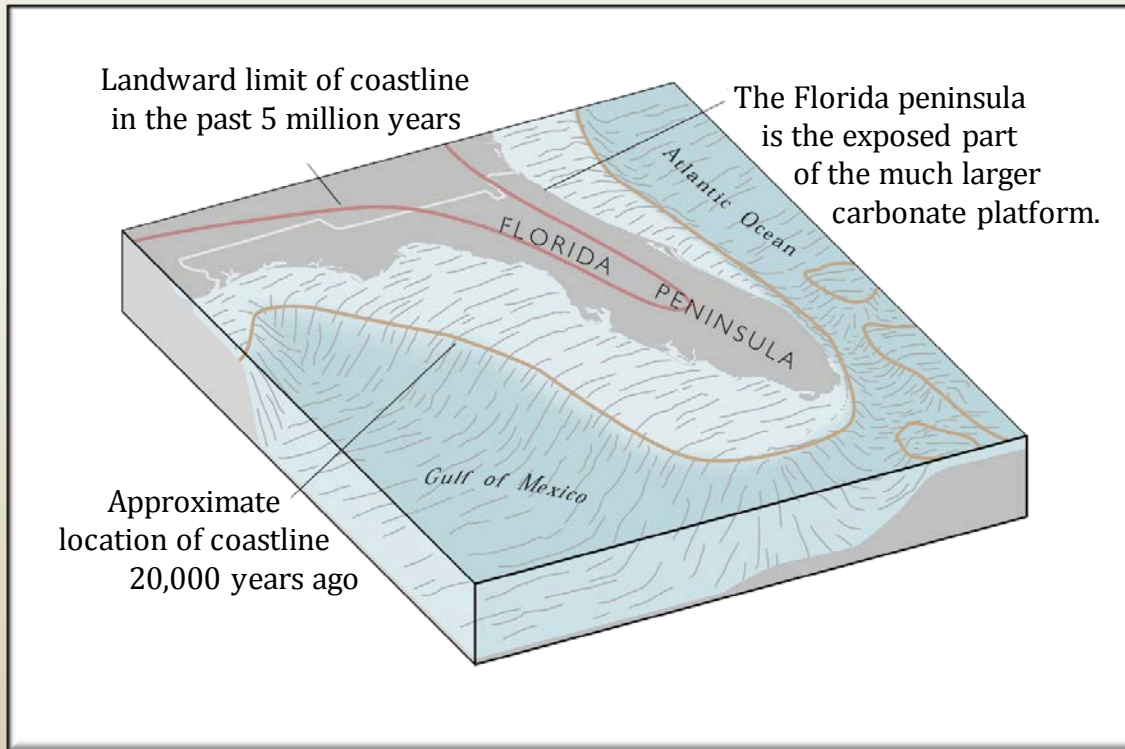 Landward limit of coastline
in the past 5 million years
The Florida peninsula
is the exposed part
of the much larger
carbonate platform.
Atlantic Ocean
FLORIDA
PENINSULA
Gulf of Mexico
Approximate
location of coastline
20,000 years ago